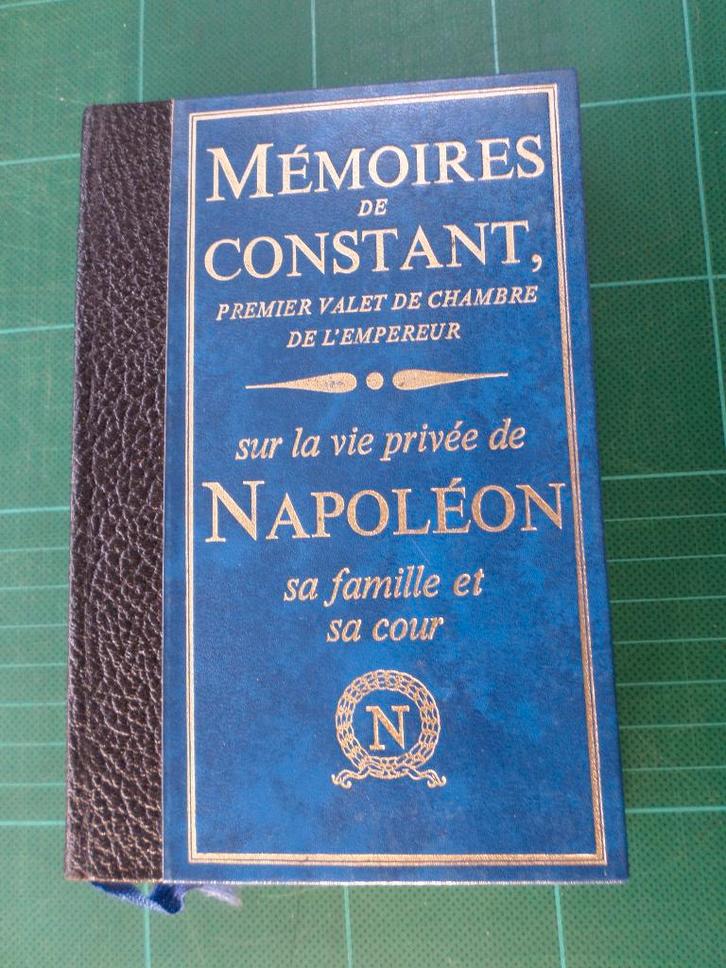 MÉMOIRES
DE
CONSTANT,
PREMIER VALET DE CHAMBRE
DE L'EMPEREUR
sur la vie privée de
NAPOLÉON
sa famille et
sa cour
N